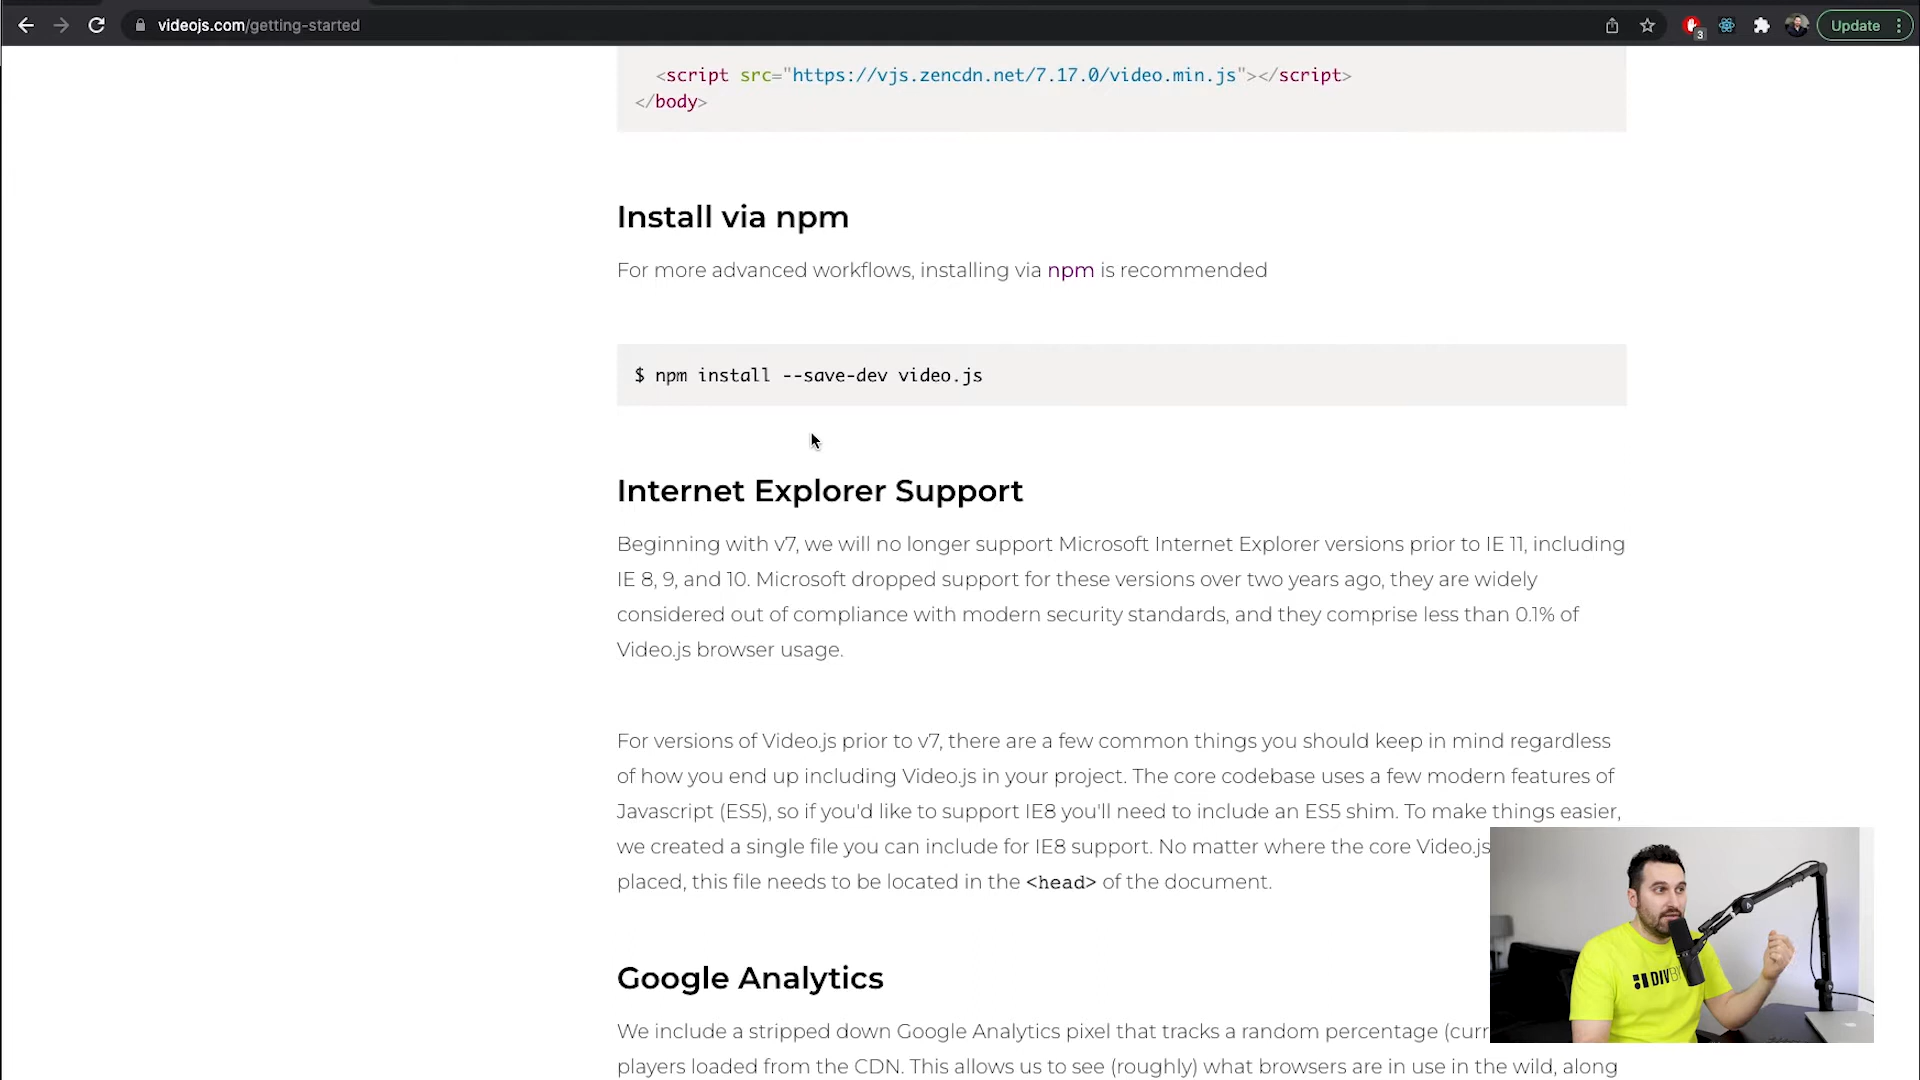 videojs.com/getting-started
3
Update
<script src="https://vjs.zencdn.net/7.17.0/video.min.js"></script>
</body>
Install via npm
For more advanced workflows, installing via npm is recommended
$ npm install --save-dev video.js
Internet Explorer Support
Beginning with v7, we will no longer support Microsoft Internet Explorer versions prior to IE 11, including
IE 8, 9, and 10. Microsoft dropped support for these versions over two years ago, they are widely
considered out of compliance with modern security standards, and they comprise less than 0.1% of
Video.js browser usage.
For versions of Video.js prior to v7, there are a few common things you should keep in mind regardless
of how you end up including Video.js in your project. The core codebase uses a few modern features of
Javascript (ES5), so if you'd like to support IE8 you'll need to include an ES5 shim. To make things easier,
we created a single file you can include for IE8 support. No matter where the core Video.js
placed, this file needs to be located in the <head> of the document.
Google Analytics
We include a stripped down Google Analytics pixel that tracks a random percentage (curr
players loaded from the CDN. This allows us to see (roughly) what browsers are in use in the wild, along
DIV